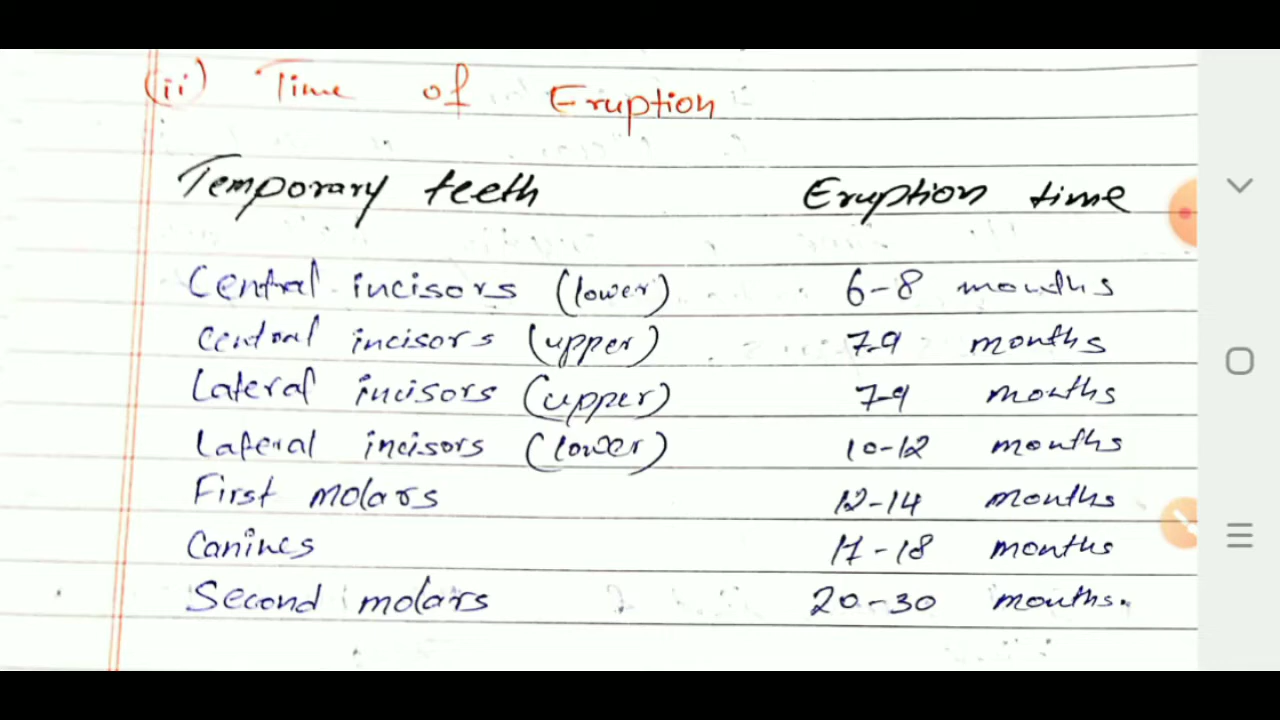 (ii) Time of Eruption
Temporary teeth Eruption time
Central incisors (lower) 6-8 months
Central incisors (upper) 7-9 months
Lateral incisors (upper) 7-9 months
Lateral incisors (lower) 10-12 months
First molars 12-14 months
Canines 17-18 months
Second molars 20-30 months.